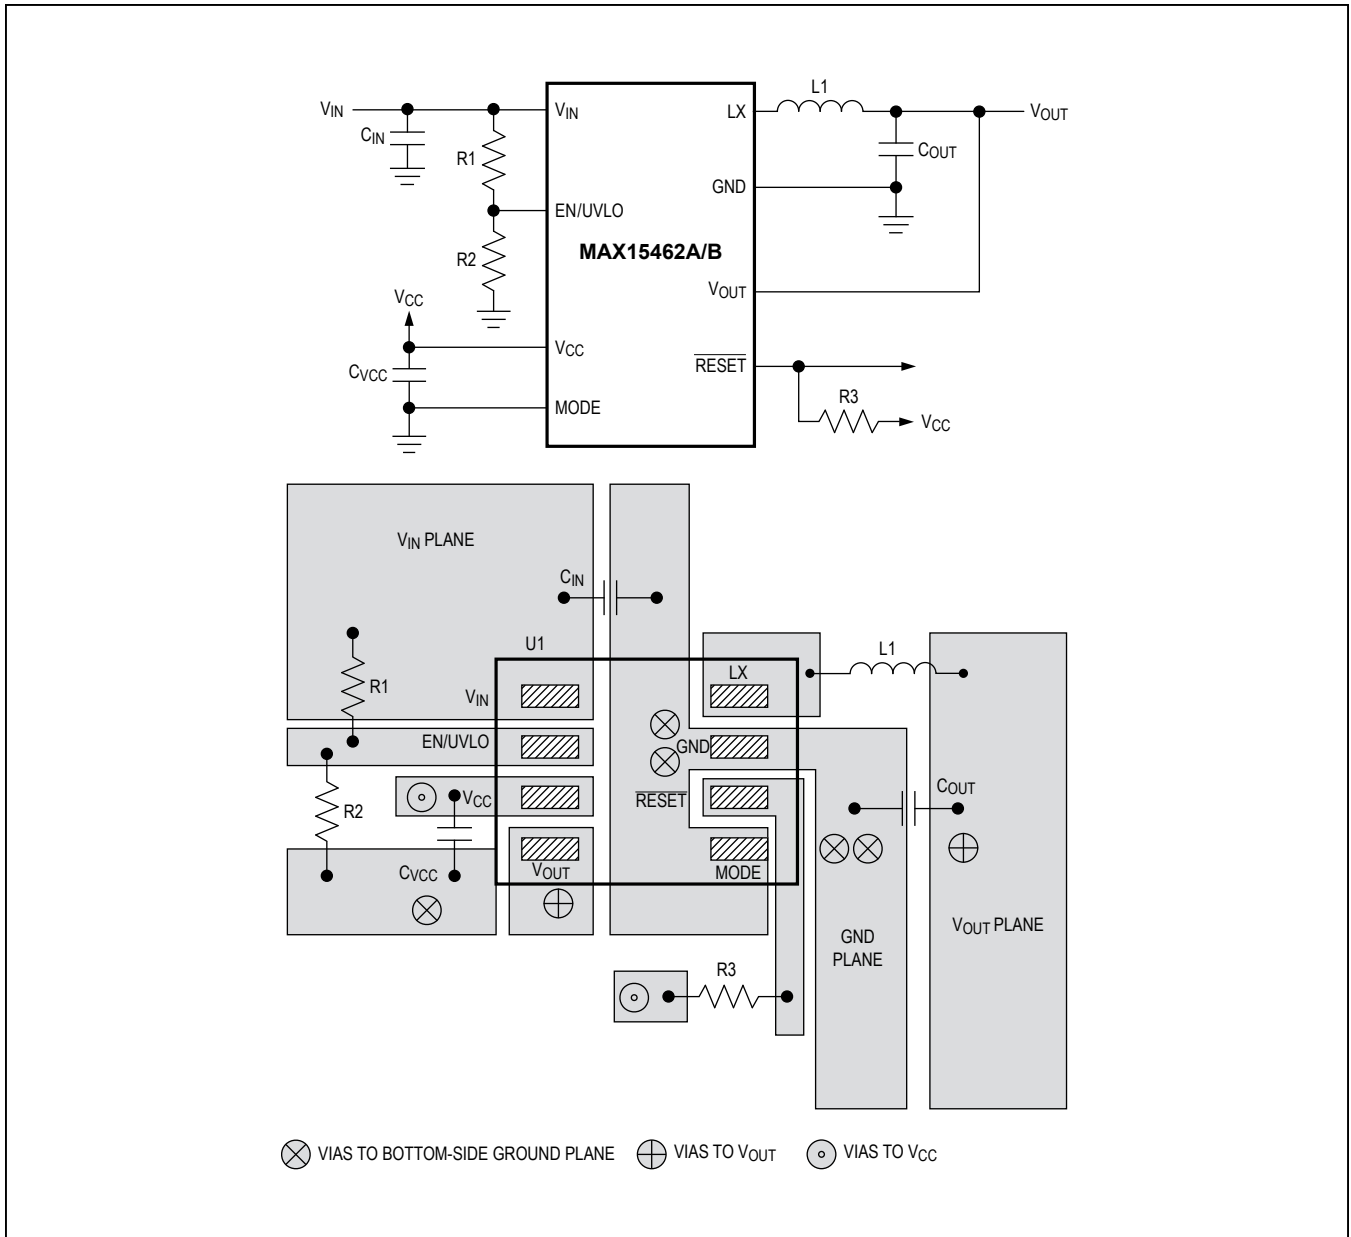 VIN
CIN
R1
R2
VCC
CVCC
VIN
EN/UVLO
VCC
MODE
MAX15462A/B
LX
GND
VOUT
RESET
L1
COUT
VOUT
R3
VCC
VIN PLANE
CIN
U1
R1
VIN
LX
L1
EN/UVLO
GND
R2
VCC
RESET
COUT
CVCC
VOUT
MODE
GND
PLANE
VOUT PLANE
R3
VIAS TO BOTTOM-SIDE GROUND PLANE
VIAS TO VOUT
VIAS TO VCC